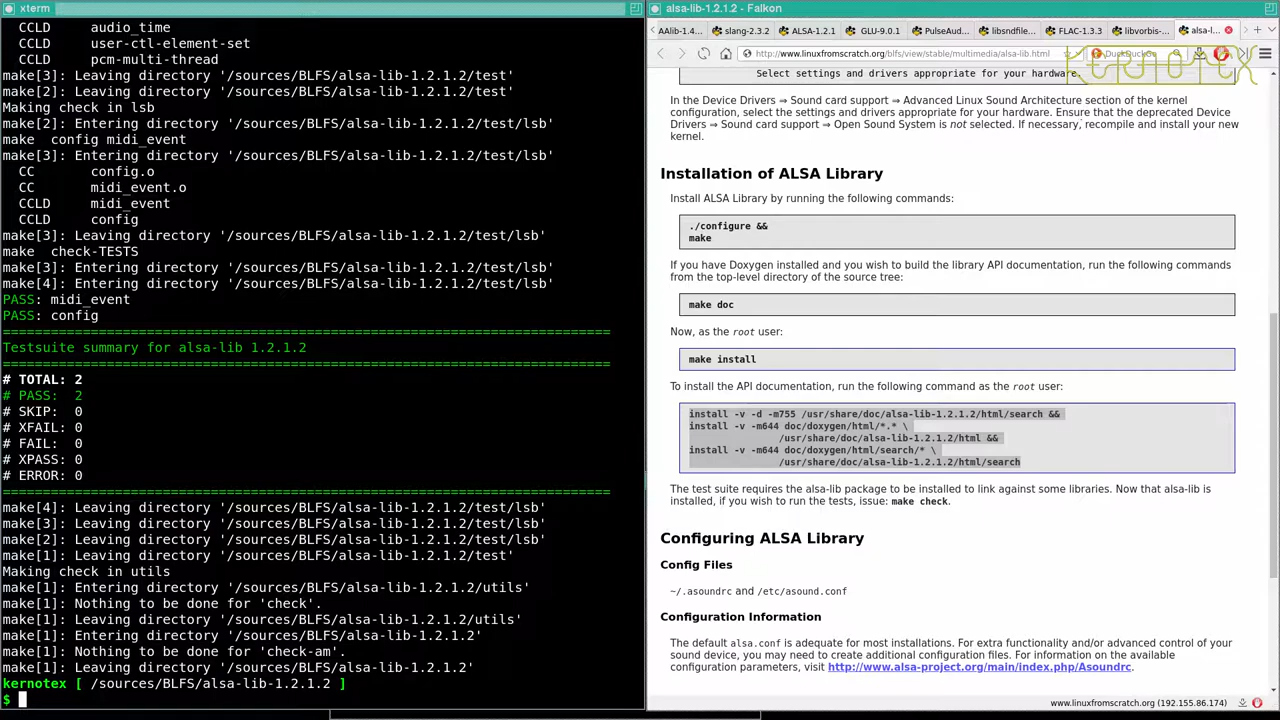 xterm
CCLD     audio_time
CCLD     user-ctl-element-set
CCLD     pcm-multi-thread
make[3]: Leaving directory '/sources/BLFS/alsa-lib-1.2.1.2/test'
make[2]: Leaving directory '/sources/BLFS/alsa-lib-1.2.1.2/test'
Making check in lsb
make[2]: Entering directory '/sources/BLFS/alsa-lib-1.2.1.2/test/lsb'
make  config midi_event
make[3]: Entering directory '/sources/BLFS/alsa-lib-1.2.1.2/test/lsb'
CC       config.o
CC       midi_event.o
CCLD     midi_event
CCLD     config
make[3]: Leaving directory '/sources/BLFS/alsa-lib-1.2.1.2/test/lsb'
make  check-TESTS
make[3]: Entering directory '/sources/BLFS/alsa-lib-1.2.1.2/test/lsb'
make[4]: Entering directory '/sources/BLFS/alsa-lib-1.2.1.2/test/lsb'
PASS: midi_event
PASS: config
============================================================================
Testsuite summary for alsa-lib 1.2.1.2
============================================================================
# TOTAL: 2
# PASS:  2
# SKIP:  0
# XFAIL: 0
# FAIL:  0
# XPASS: 0
# ERROR: 0
============================================================================
make[4]: Leaving directory '/sources/BLFS/alsa-lib-1.2.1.2/test/lsb'
make[3]: Leaving directory '/sources/BLFS/alsa-lib-1.2.1.2/test/lsb'
make[2]: Leaving directory '/sources/BLFS/alsa-lib-1.2.1.2/test/lsb'
make[1]: Leaving directory '/sources/BLFS/alsa-lib-1.2.1.2/test'
Making check in utils
make[1]: Entering directory '/sources/BLFS/alsa-lib-1.2.1.2/utils'
make[1]: Nothing to be done for 'check'.
make[1]: Leaving directory '/sources/BLFS/alsa-lib-1.2.1.2/utils'
make[1]: Entering directory '/sources/BLFS/alsa-lib-1.2.1.2'
make[1]: Nothing to be done for 'check-am'.
make[1]: Leaving directory '/sources/BLFS/alsa-lib-1.2.1.2'
kernotex [ /sources/BLFS/alsa-lib-1.2.1.2 ]
$
alsa-lib-1.2.1.2 - Falkon
AAlib-1.4... slang-2.3.2 ALSA-1.2.1 GLU-9.0.1 PulseAud... libsndfile... FLAC-1.3.3 libvorbis-... alsa-l...
http://www.linuxfromscratch.org/blfs/view/stable/multimedia/alsa-lib.html DuckDuckGo
KERNOTEX
Select settings and drivers appropriate for your hardware.
In the Device Drivers ⇒ Sound card support ⇒ Advanced Linux Sound Architecture section of the kernel
configuration, select the settings and drivers appropriate for your hardware. Ensure that the deprecated Device
Drivers ⇒ Sound card support ⇒ Open Sound System is not selected. If necessary, recompile and install your new
kernel.
Installation of ALSA Library
Install ALSA Library by running the following commands:
./configure &&
make
If you have Doxygen installed and you wish to build the library API documentation, run the following commands
from the top-level directory of the source tree:
make doc
Now, as the root user:
make install
To install the API documentation, run the following command as the root user:
install -v -d -m755 /usr/share/doc/alsa-lib-1.2.1.2/html/search &&
install -v -m644 doc/doxygen/html/*.* \
/usr/share/doc/alsa-lib-1.2.1.2/html &&
install -v -m644 doc/doxygen/html/search/* \
/usr/share/doc/alsa-lib-1.2.1.2/html/search
The test suite requires the alsa-lib package to be installed to link against some libraries. Now that alsa-lib is
installed, if you wish to run the tests, issue: make check.
Configuring ALSA Library
Config Files
~/.asoundrc and /etc/asound.conf
Configuration Information
The default alsa.conf is adequate for most installations. For extra functionality and/or advanced control of your
sound device, you may need to create additional configuration files. For information on the available
configuration parameters, visit http://www.alsa-project.org/main/index.php/Asoundrc.
www.linuxfromscratch.org (192.155.86.174)